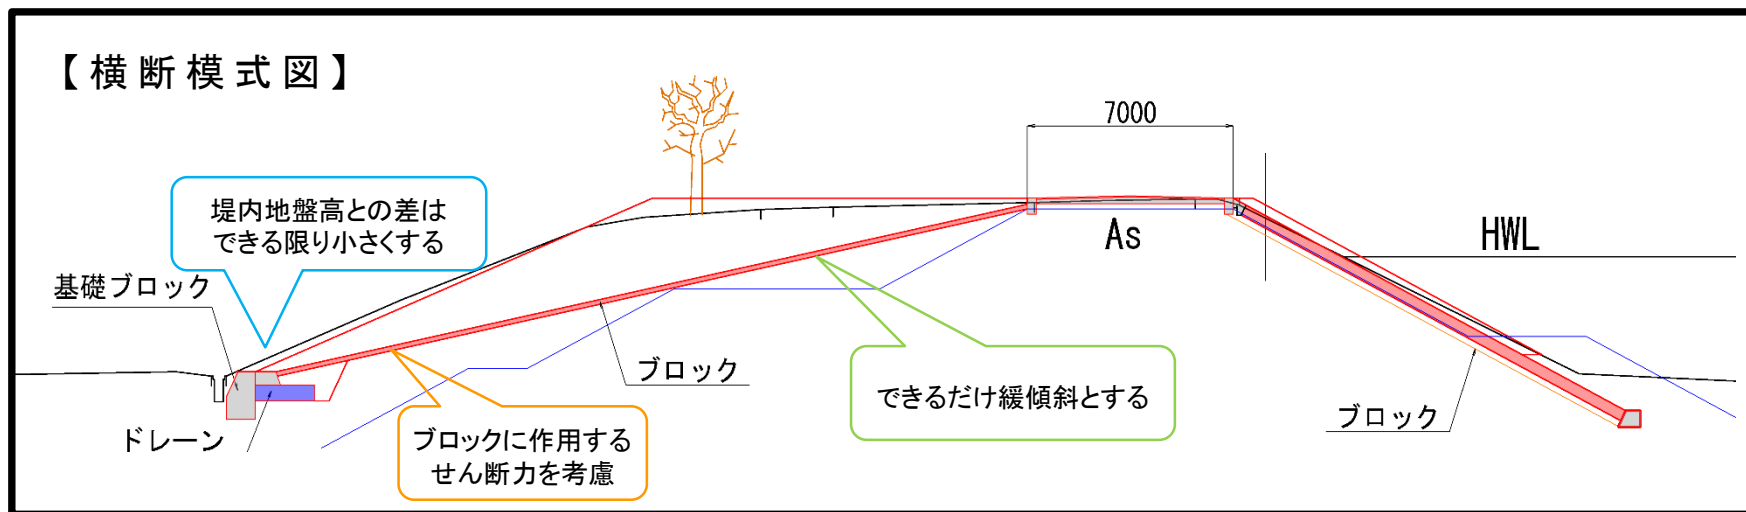 【横断模式図】
7000
堤内地盤高との差は
できる限り小さくする
As
HWL
基礎ブロック
ブロック
できるだけ緩傾斜とする
ブロック
ドレーン
ブロックに作用する
せん断力を考慮